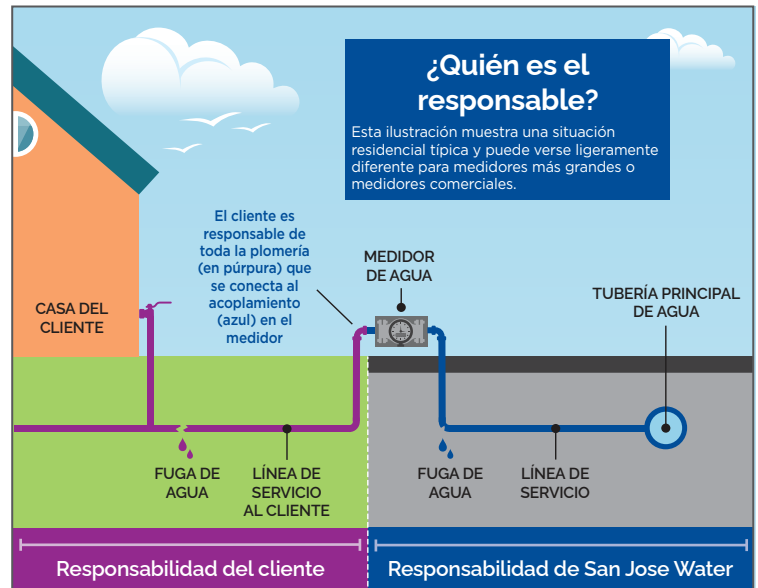 ¿Quién es el
responsable?
Esta ilustración muestra una situación
residencial típica y puede verse ligeramente
diferente para medidores más grandes o
medidores comerciales.
El cliente es
responsable de
toda la plomería
(en púrpura) que
se conecta al
acoplamiento
(azul) en el
medidor
MEDIDOR
DE AGUA
CASA DEL
CLIENTE
TUBERÍA PRINCIPAL
DE AGUA
FUGA DE
AGUA
LÍNEA DE
SERVICIO
AL CLIENTE
FUGA DE
AGUA
LÍNEA DE
SERVICIO
Responsabilidad del cliente
Responsabilidad de San Jose Water